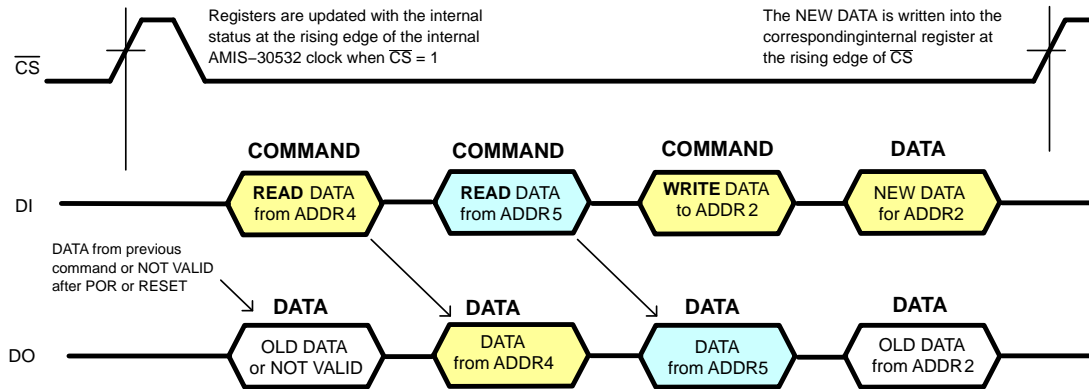 Registers are updated with the internal
status at the rising edge of the internal
AMIS–30532 clock when CS = 1
The NEW DATA is written into the
correspondinginternal register at
the rising edge of CS
CS
COMMAND
COMMAND
COMMAND
DATA
DI
READ DATA
from ADDR4
READ DATA
from ADDR5
WRITE DATA
to ADDR2
NEW DATA
for ADDR2
DATA from previous
command or NOT VALID
after POR or RESET
DATA
DATA
DATA
DATA
DO
OLD DATA
or NOT VALID
DATA
from ADDR4
DATA
from ADDR5
OLD DATA
from ADDR2